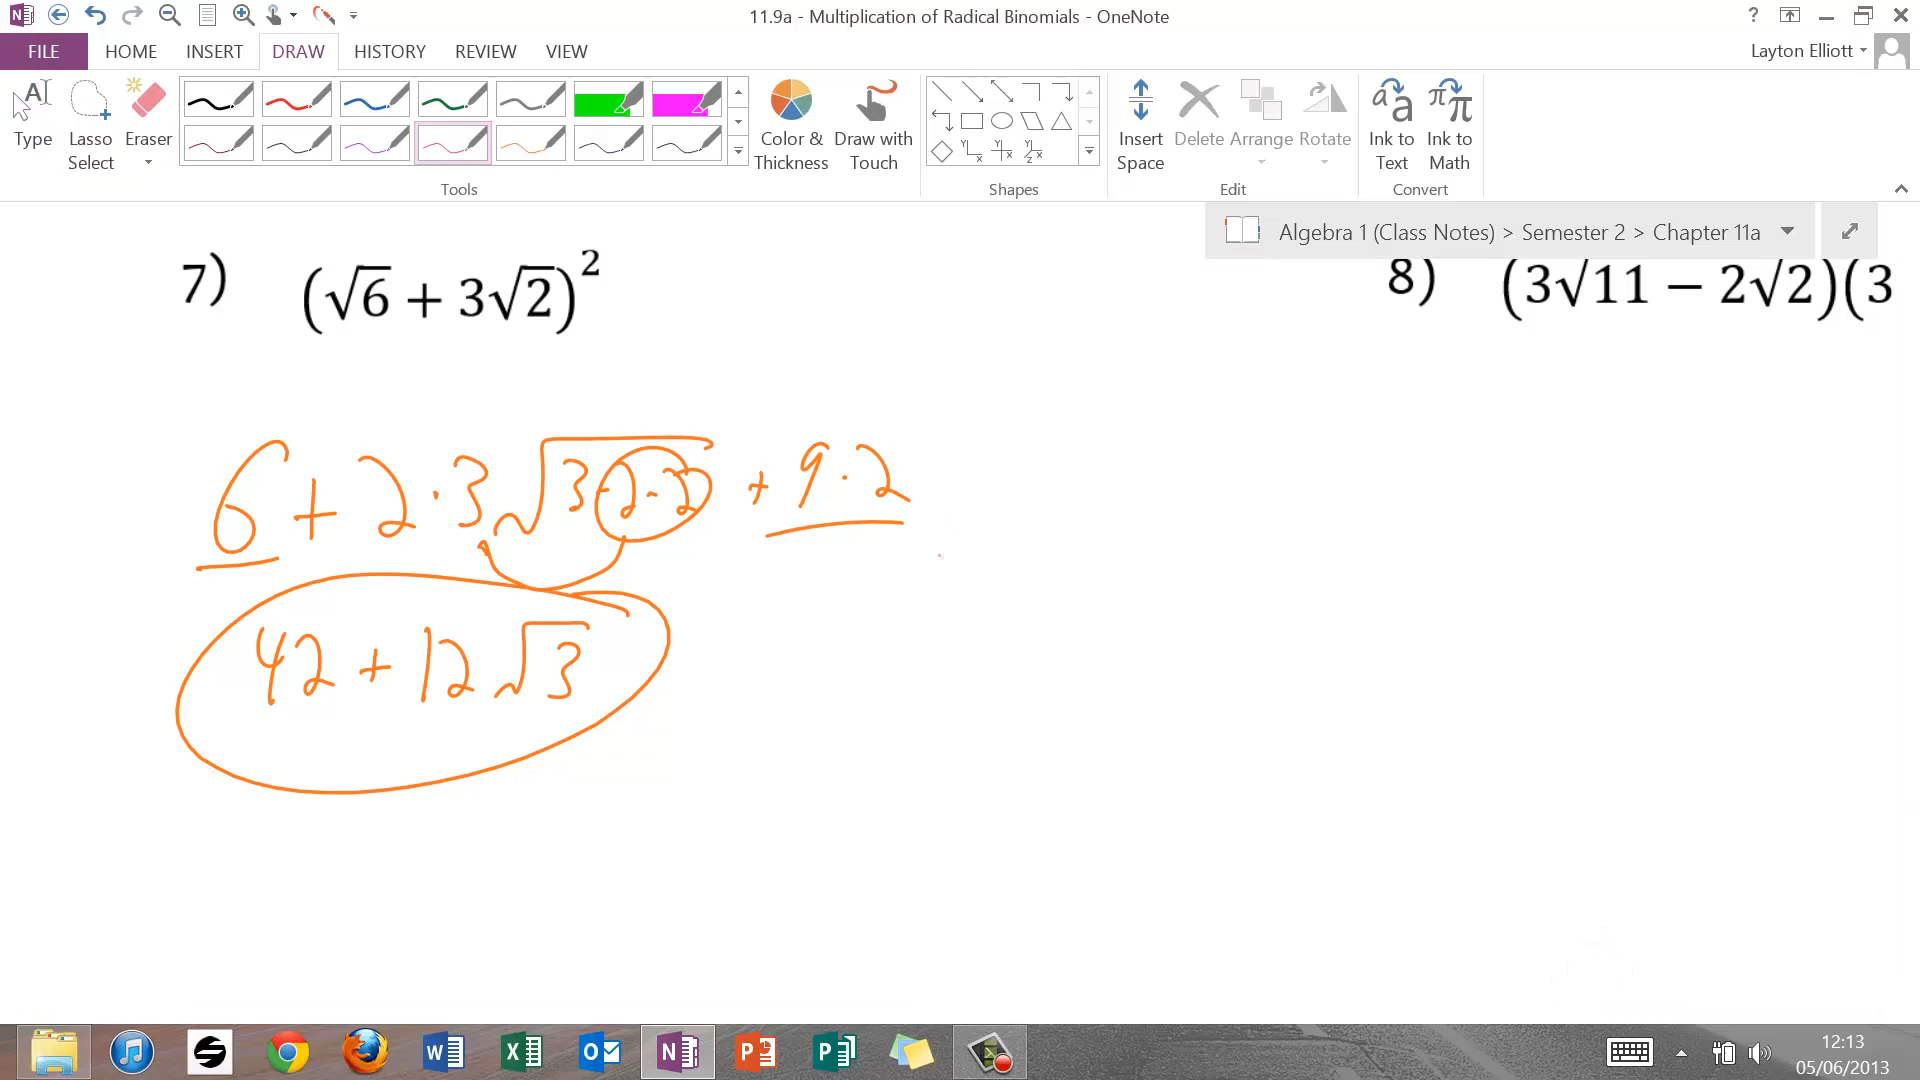 11.9a - Multiplication of Radical Binomials - OneNote
FILE HOME INSERT DRAW HISTORY REVIEW VIEW
Layton Elliott
Type
Lasso Select
Eraser
Color & Thickness
Draw with Touch
Insert Space
Delete
Arrange
Rotate
Ink to Text
Ink to Math
Tools
Shapes
Edit
Convert
Algebra 1 (Class Notes) > Semester 2 > Chapter 11a
7) (√6 + 3√2)²
8) (3√11 − 2√2)(3
6 + 2·3√3·2·2 + 9·2
42 + 12√3
12:13
05/06/2013